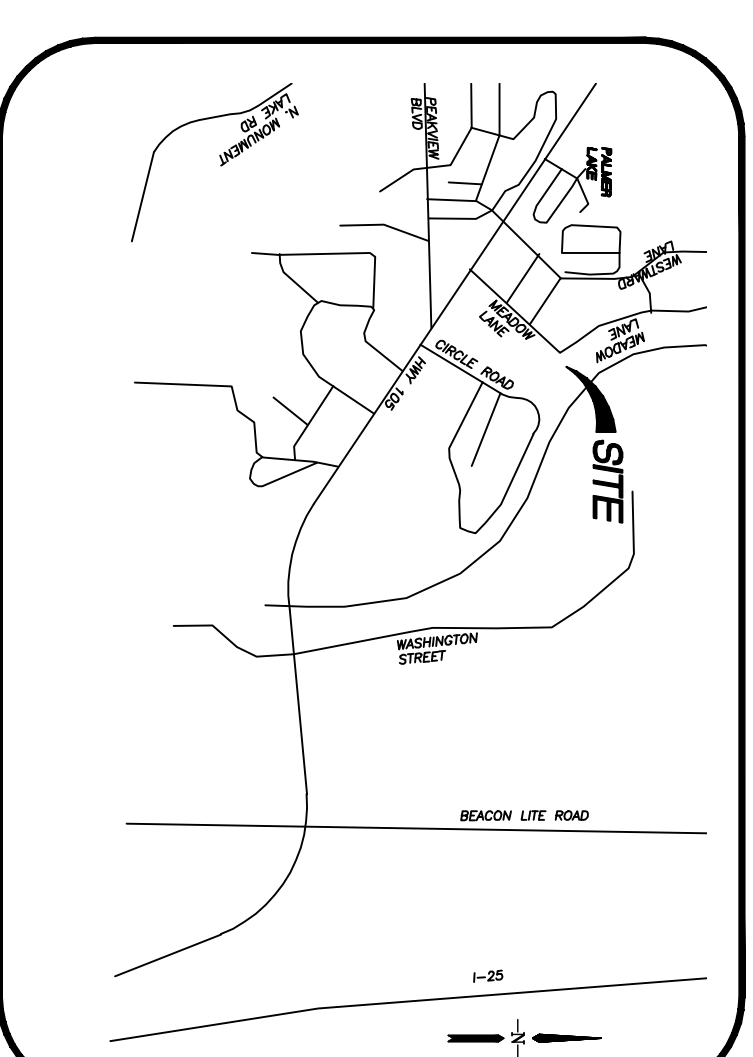 N. MONUMENT
LAKE RD
PEAKVIEW
BLVD
PALMER
LAKE
WESTWARD
LANE
MEADOW
LANE
MEADOW
LANE
CIRCLE ROAD
HWY 105
SITE
WASHINGTON
STREET
BEACON LITE ROAD
I-25
N